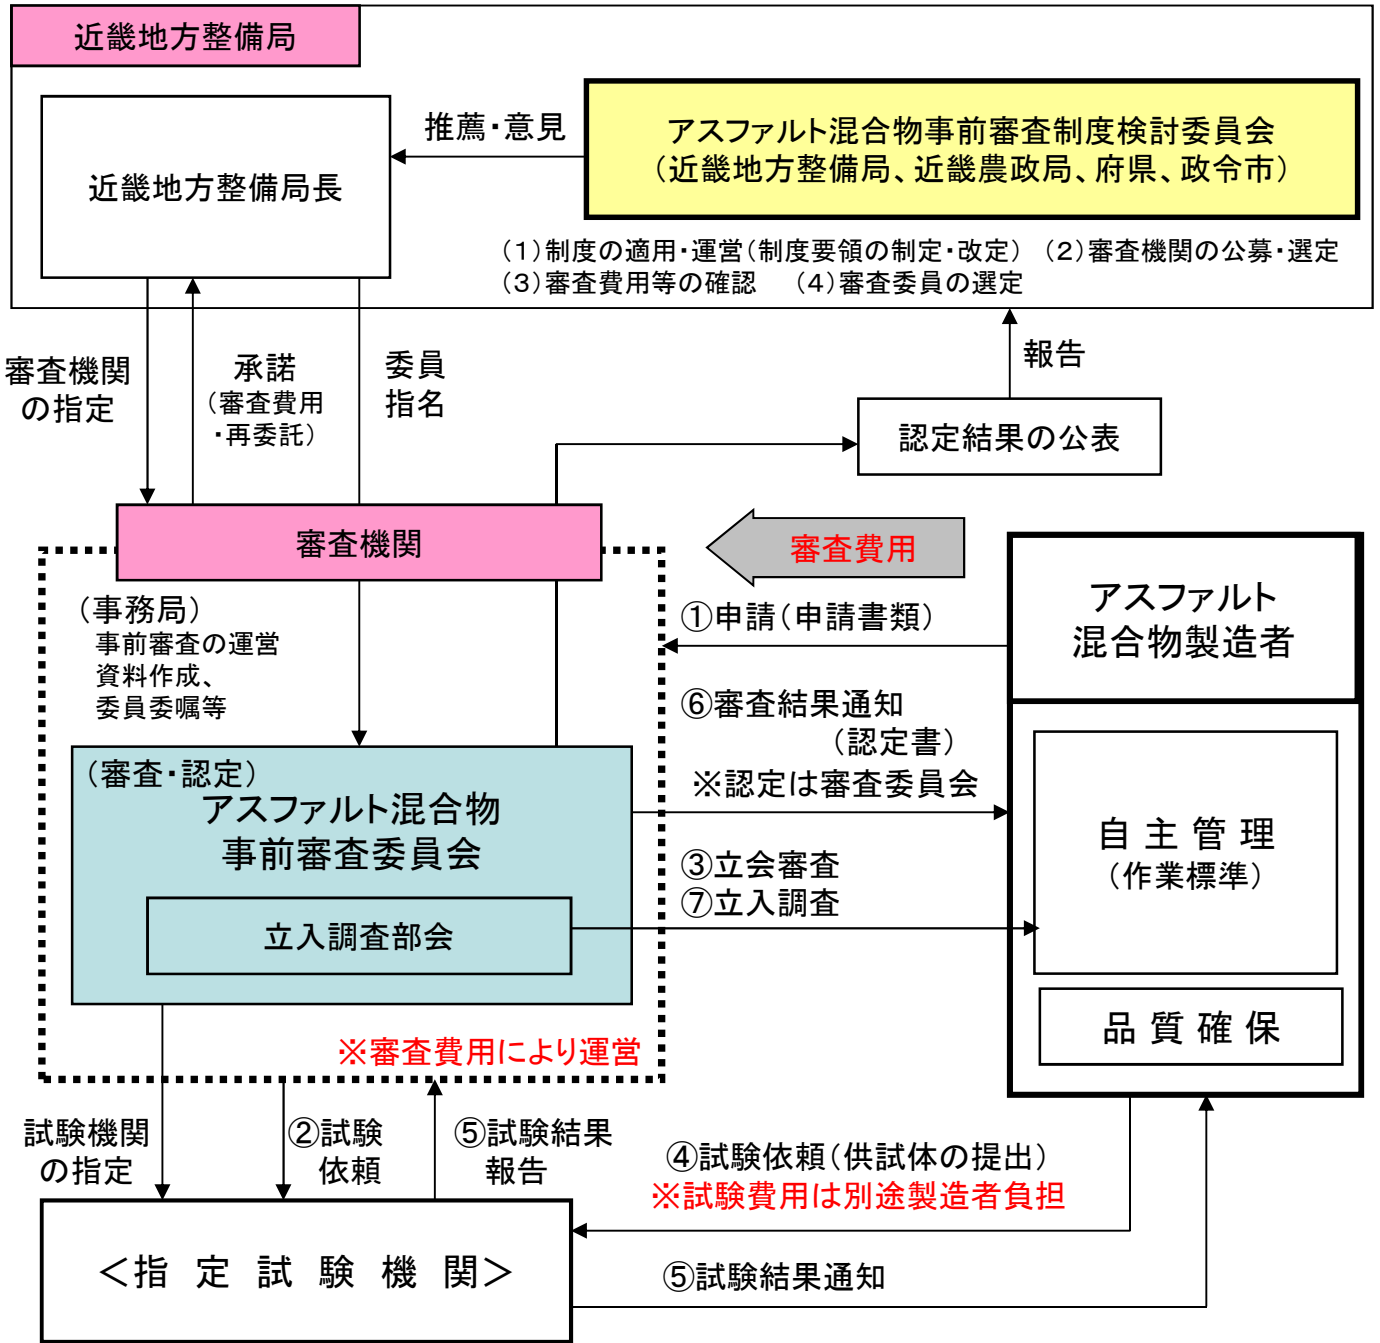 近畿地方整備局
近畿地方整備局長
推薦・意見
アスファルト混合物事前審査制度検討委員会
（近畿地方整備局、近畿農政局、府県、政令市）
（１）制度の適用・運営（制度要領の制定・改定）　（２）審査機関の公募・選定
（３）審査費用等の確認　（４）審査委員の選定
審査機関
の指定
承諾
（審査費用
・再委託）
委員
指名
報告
認定結果の公表
審査機関
審査費用
（事務局）
事前審査の運営
資料作成、
委員委嘱等
①申請（申請書類）
アスファルト
混合物製造者
⑥審査結果通知
（認定書）
※認定は審査委員会
（審査・認定）
アスファルト混合物
事前審査委員会
立入調査部会
③立会審査
⑦立入調査
自 主 管 理
（作業標準）
品 質 確 保
※審査費用により運営
試験機関
の指定
②試験
依頼
⑤試験結果
報告
④試験依頼（供試体の提出）
※試験費用は別途製造者負担
＜指 定 試 験 機 関＞
⑤試験結果通知